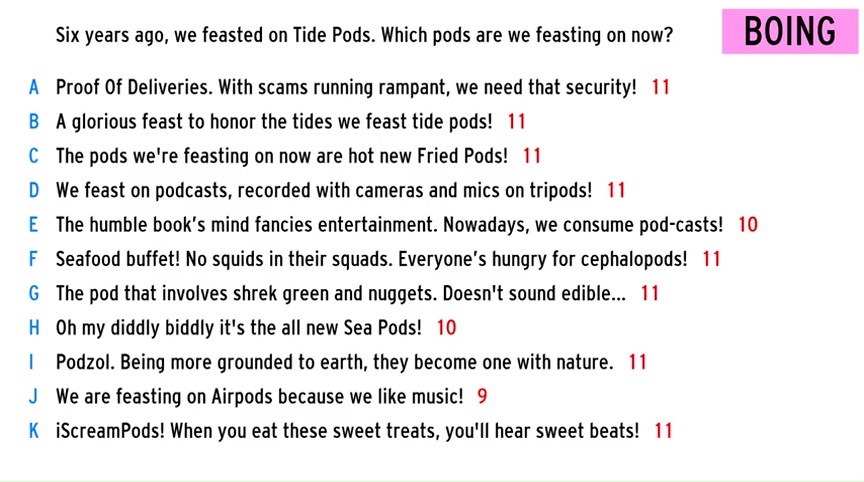 Six years ago, we feasted on Tide Pods. Which pods are we feasting on now?
BOING
A Proof Of Deliveries. With scams running rampant, we need that security! 11
B A glorious feast to honor the tides we feast tide pods! 11
C The pods we're feasting on now are hot new Fried Pods! 11
D We feast on podcasts, recorded with cameras and mics on tripods! 11
E The humble book’s mind fancies entertainment. Nowadays, we consume pod-casts! 10
F Seafood buffet! No squids in their squads. Everyone’s hungry for cephalopods! 11
G The pod that involves shrek green and nuggets. Doesn't sound edible... 11
H Oh my diddly biddly it's the all new Sea Pods! 10
I Podzol. Being more grounded to earth, they become one with nature. 11
J We are feasting on Airpods because we like music! 9
K iScreamPods! When you eat these sweet treats, you'll hear sweet beats! 11